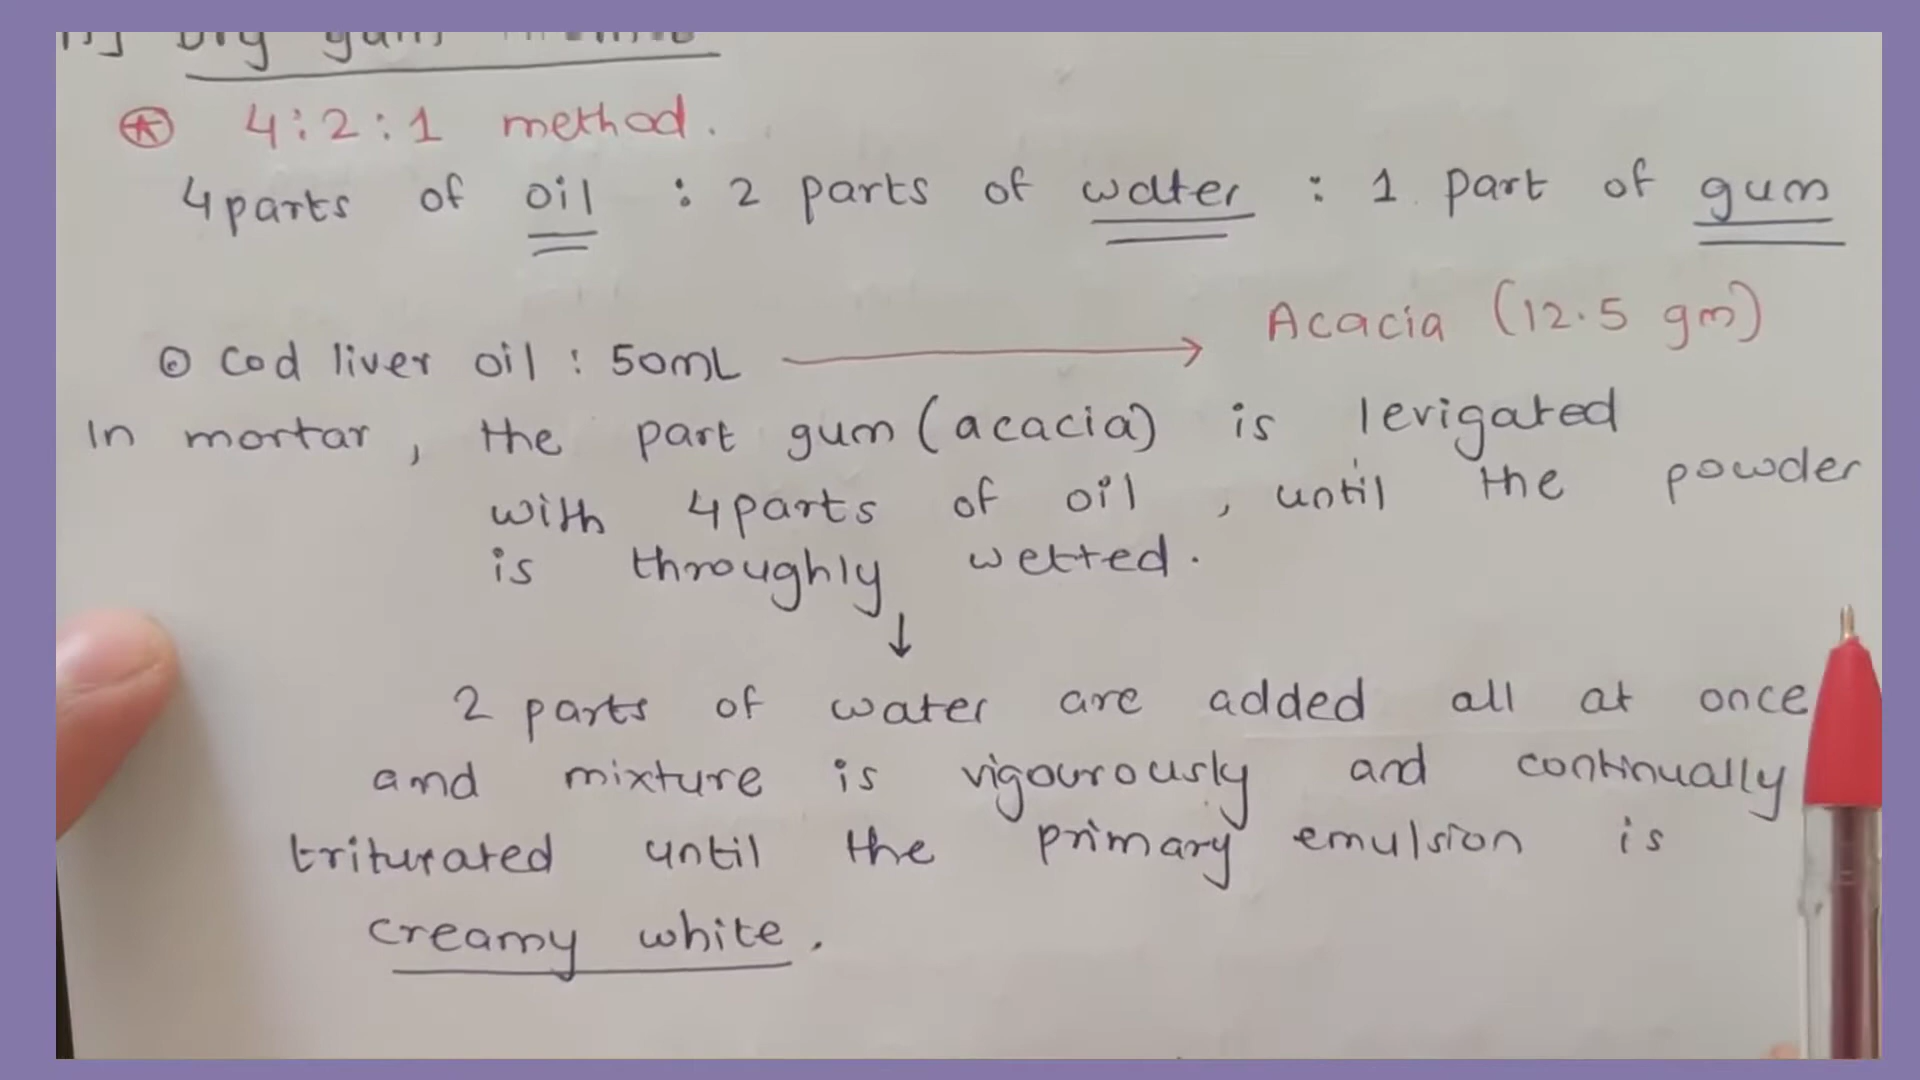 Dry gum
⍟ 4:2:1 method.
4 parts of oil : 2 parts of water : 1 part of gum
Acacia (12.5 gm)
⊙ Cod liver oil : 50mL →
In mortar, the part gum (acacia) is levigated
with 4 parts of oil, until the powder
is throughly wetted.
↓
2 parts of water are added all at once
and mixture is vigourously and continually
triturated until the primary emulsion is
creamy white.